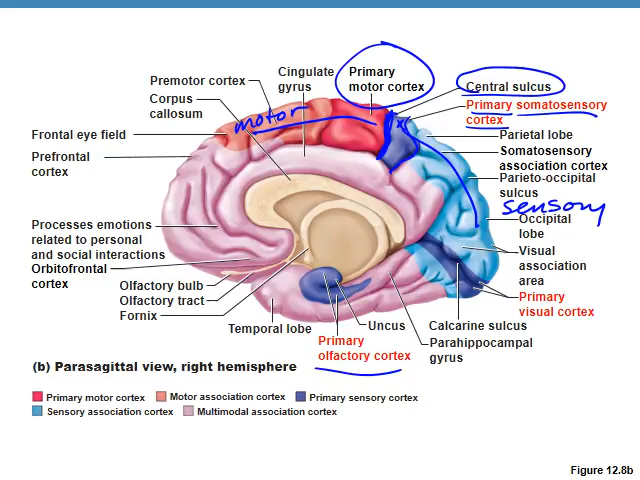 Premotor cortex
Cingulate
gyrus
Primary
motor cortex
Corpus
callosum
motor
Central sulcus
Primary somatosensory
cortex
Frontal eye field
Parietal lobe
Prefrontal
cortex
Somatosensory
association cortex
Parieto-occipital
sulcus
sensory
Occipital
lobe
Processes emotions
related to personal
and social interactions
Orbitofrontal
cortex
Visual
association
area
Olfactory bulb
Olfactory tract
Fornix
Primary
visual cortex
Temporal lobe
Uncus
Calcarine sulcus
Primary
olfactory cortex
Parahippocampal
gyrus
(b) Parasagittal view, right hemisphere
Primary motor cortex
Motor association cortex
Primary sensory cortex
Sensory association cortex
Multimodal association cortex
Figure 12.8b